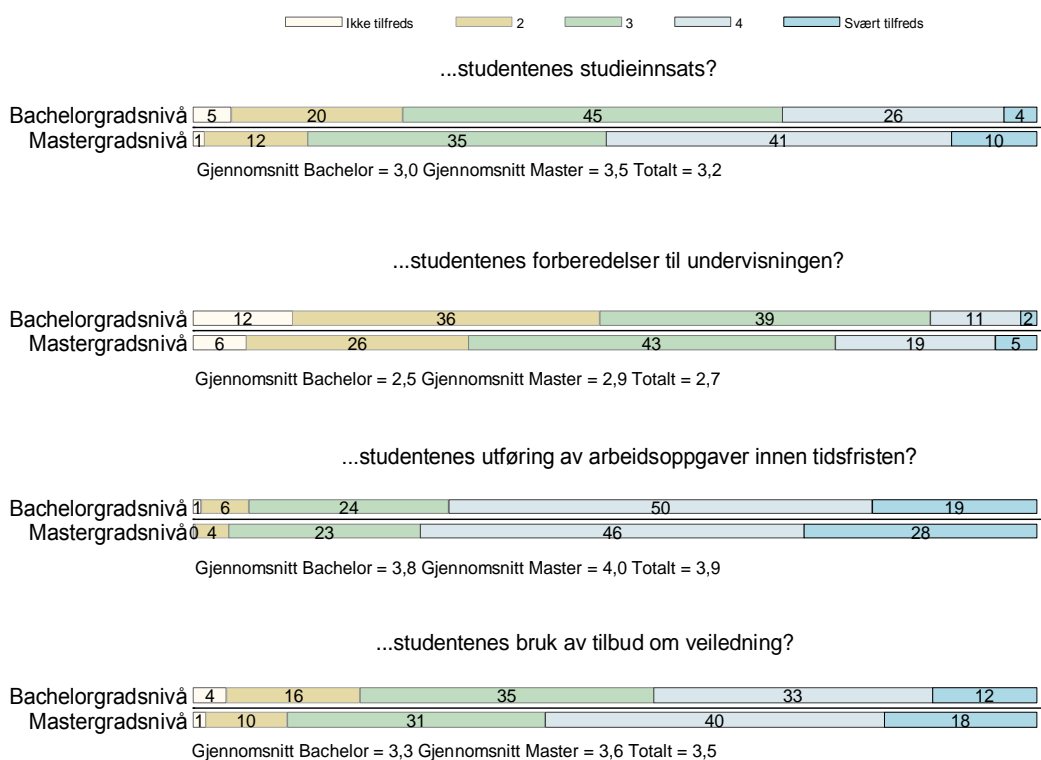 Ikke tilfreds 2 3 4 Svært tilfreds
...studentenes studieinnsats?
Bachelorgradsnivå 5 20 45 26 4
Mastergradsnivå 1 12 35 41 10
Gjennomsnitt Bachelor = 3,0 Gjennomsnitt Master = 3,5 Totalt = 3,2
...studentenes forberedelser til undervisningen?
Bachelorgradsnivå 12 36 39 11 2
Mastergradsnivå 6 26 43 19 5
Gjennomsnitt Bachelor = 2,5 Gjennomsnitt Master = 2,9 Totalt = 2,7
...studentenes utføring av arbeidsoppgaver innen tidsfristen?
Bachelorgradsnivå 1 6 24 50 19
Mastergradsnivå 0 4 23 46 28
Gjennomsnitt Bachelor = 3,8 Gjennomsnitt Master = 4,0 Totalt = 3,9
...studentenes bruk av tilbud om veiledning?
Bachelorgradsnivå 4 16 35 33 12
Mastergradsnivå 1 10 31 40 18
Gjennomsnitt Bachelor = 3,3 Gjennomsnitt Master = 3,6 Totalt = 3,5